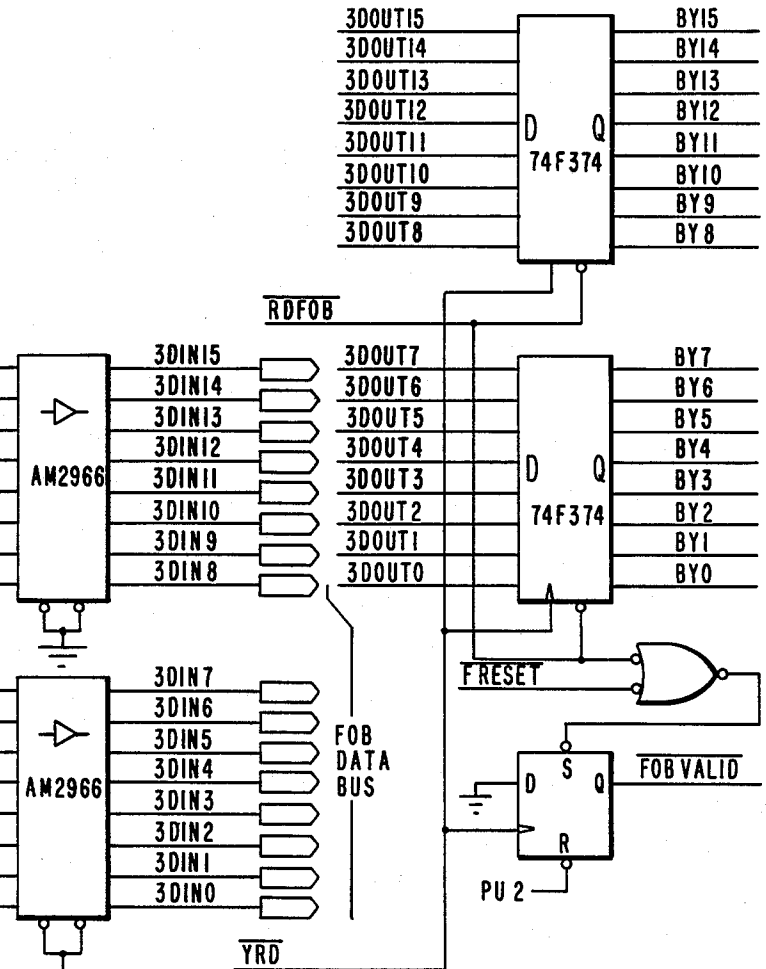 3DOUT15 BY15
3DOUT14 BY14
3DOUT13 BY13
3DOUT12 BY12
D Q
3DOUT11 BY11
74F374
3DOUT10 BY10
3DOUT9 BY9
3DOUT8 BY8
RDFOB
3DIN15
3DIN14
3DIN13
3DIN12
AM2966
3DIN11
3DIN10
3DIN9
3DIN8
3DOUT7 BY7
3DOUT6 BY6
3DOUT5 BY5
3DOUT4 BY4
D Q
3DOUT3 BY3
74F374
3DOUT2 BY2
3DOUT1 BY1
3DOUT0 BY0
FRESET
3DIN7
3DIN6
3DIN5
3DIN4
AM2966
3DIN3
3DIN2
3DIN1
3DIN0
FOB
DATA
BUS
S
D Q
FOB VALID
R
PU 2
YRD